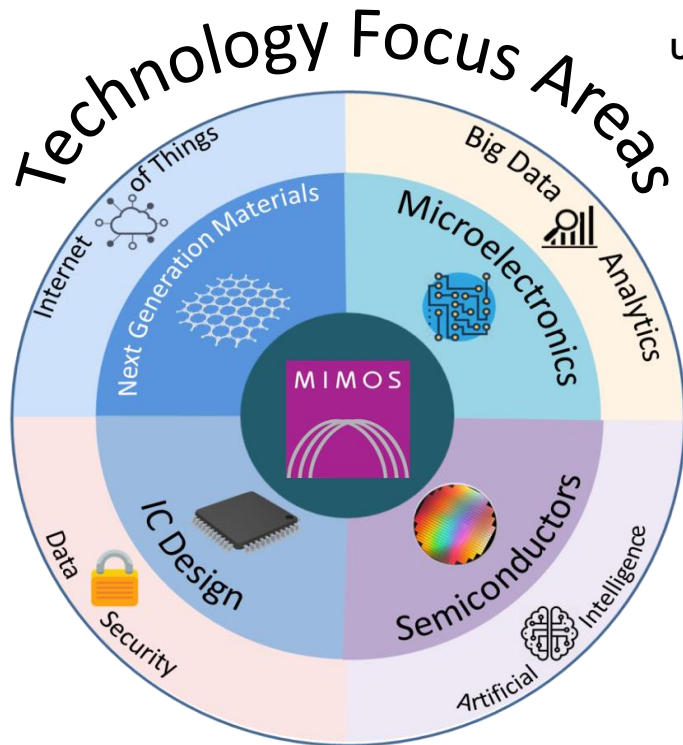 Technology Focus Areas
Internet of Things
Big Data Analytics
Next Generation Materials
Microelectronics
MIMOS
IC Design
Semiconductors
Data Security
Artificial Intelligence